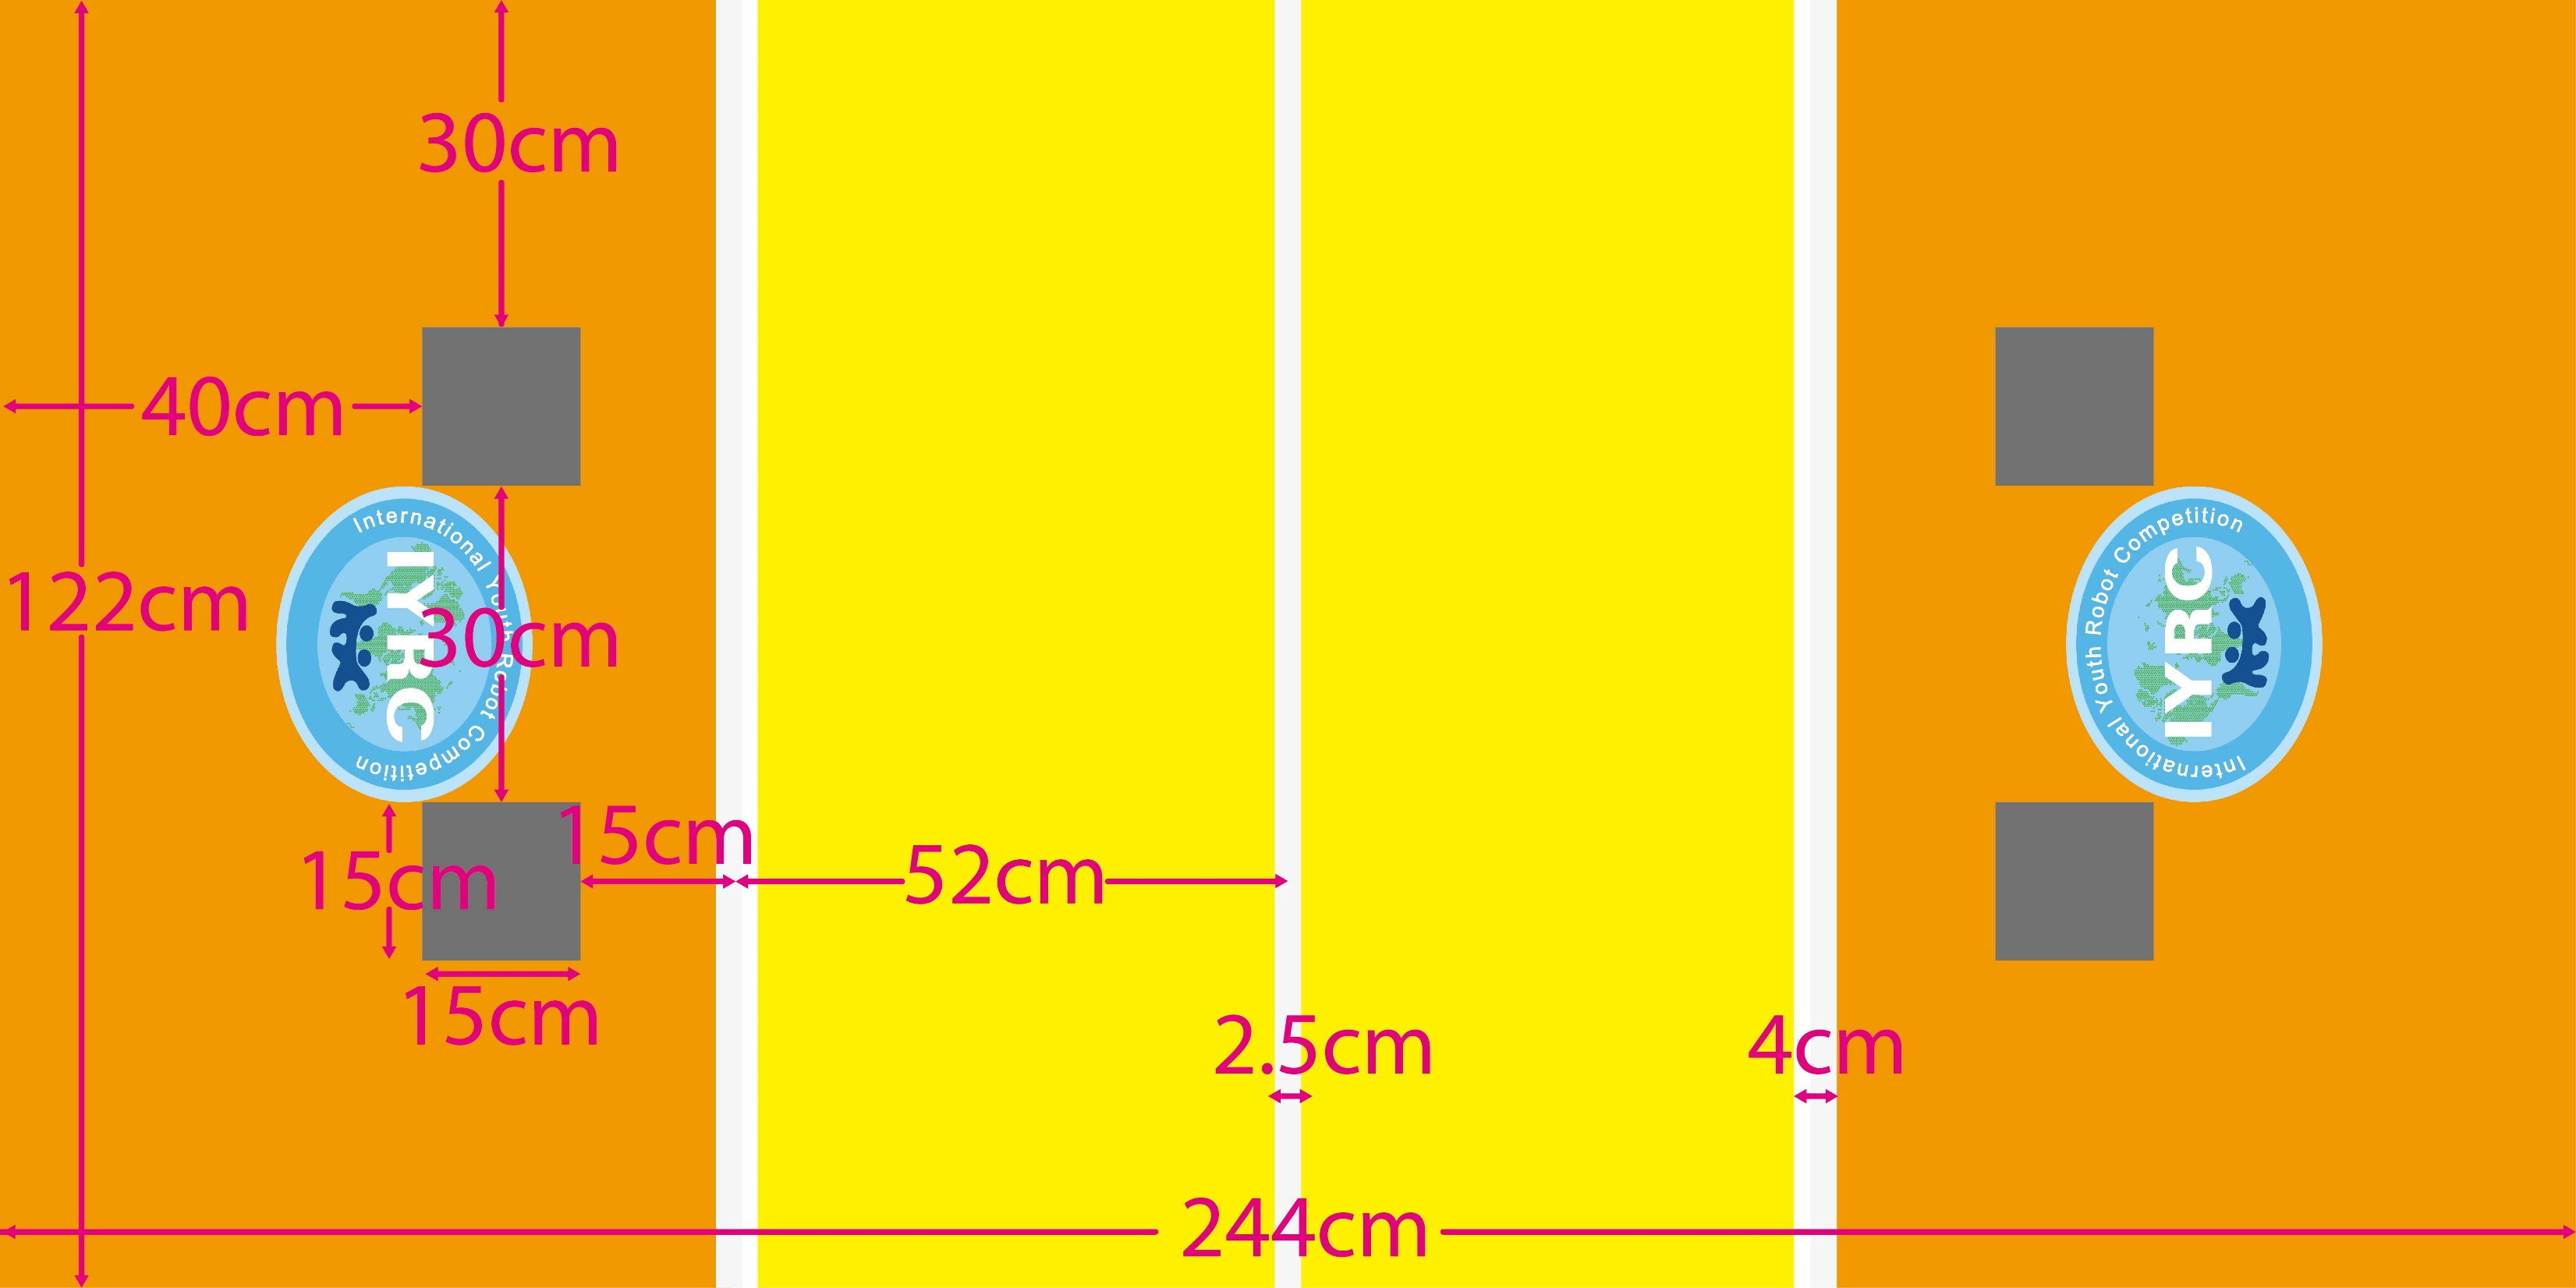 30cm
40cm
122cm
International Youth Robot Competition
IYRC
30cm
International Youth Robot Competition
IYRC
15cm
15cm
52cm
15cm
2.5cm
4cm
244cm